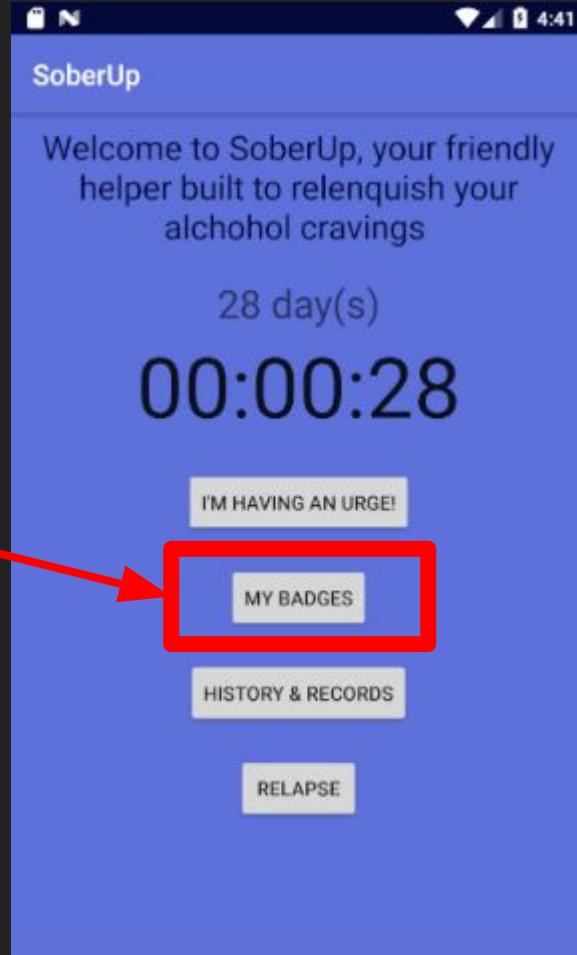 4:41
SoberUp
Welcome to SoberUp, your friendly
helper built to relenquish your
alchohol cravings
28 day(s)
00:00:28
I'M HAVING AN URGE!
MY BADGES
HISTORY & RECORDS
RELAPSE